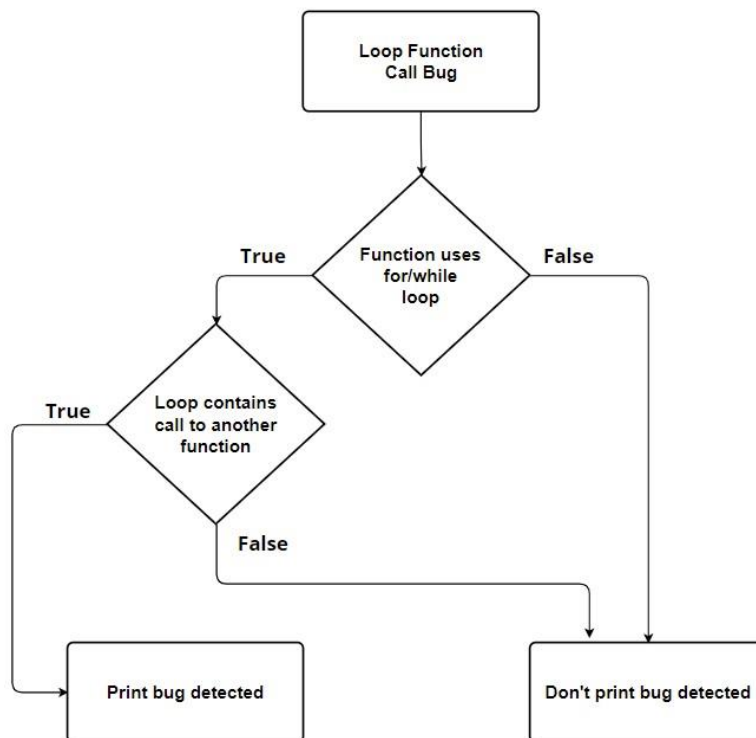 Loop Function
Call Bug
True
Function uses
for/while
loop
False
True
Loop contains
call to another
function
False
Print bug detected
Don't print bug detected